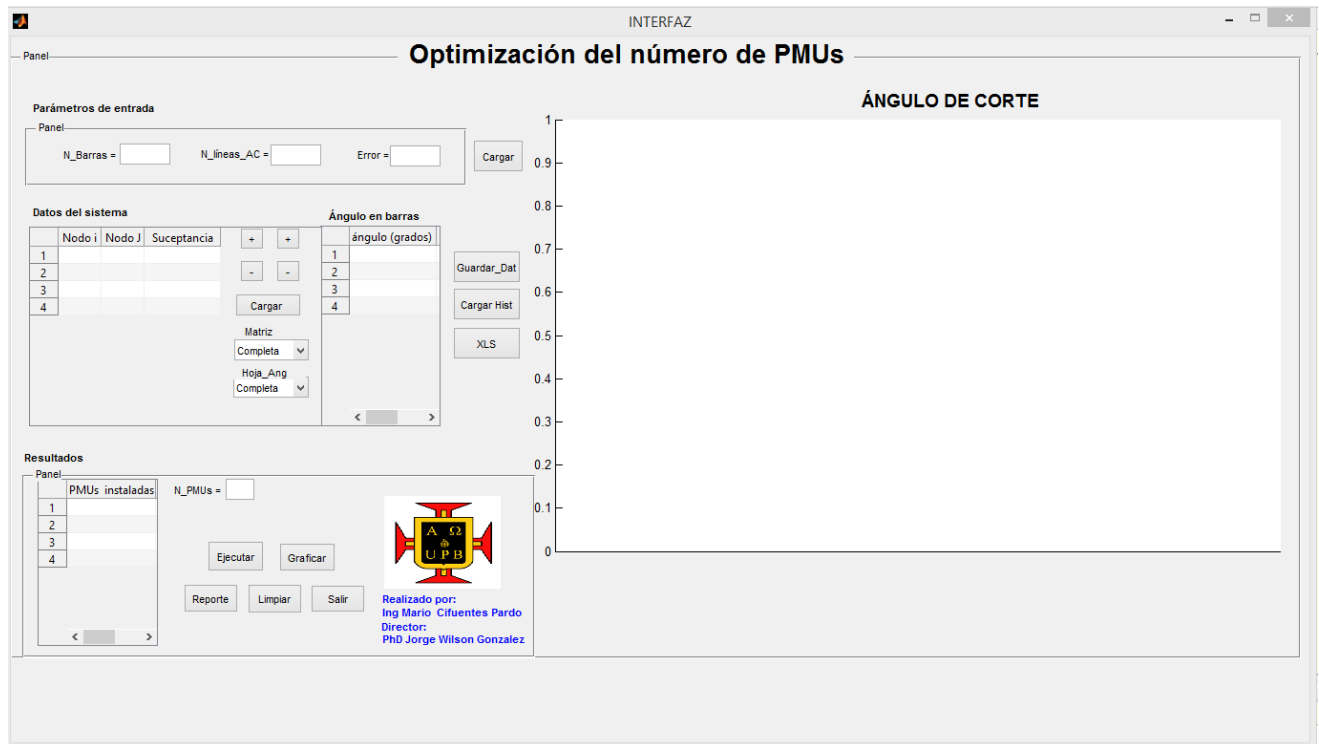 INTERFAZ
Panel
Optimización del número de PMUs
Parámetros de entrada
Panel
N_Barras =
N_líneas_AC =
Error =
Cargar
Datos del sistema
Nodo i Nodo J Suceptancia
1
2
3
4
+ +
- -
Cargar
Matriz
Completa
Hoja_Ang
Completa
Ángulo en barras
ángulo (grados)
1
2
3
4
Guardar_Dat
Cargar Hist
XLS
Resultados
Panel
PMUs instaladas
1
2
3
4
N_PMUs =
Ejecutar Graficar
Reporte Limpiar Salir
Α Ω
U P B
Realizado por:
Ing Mario Cifuentes Pardo
Director:
PhD Jorge Wilson Gonzalez
ÁNGULO DE CORTE
1
0.9
0.8
0.7
0.6
0.5
0.4
0.3
0.2
0.1
0